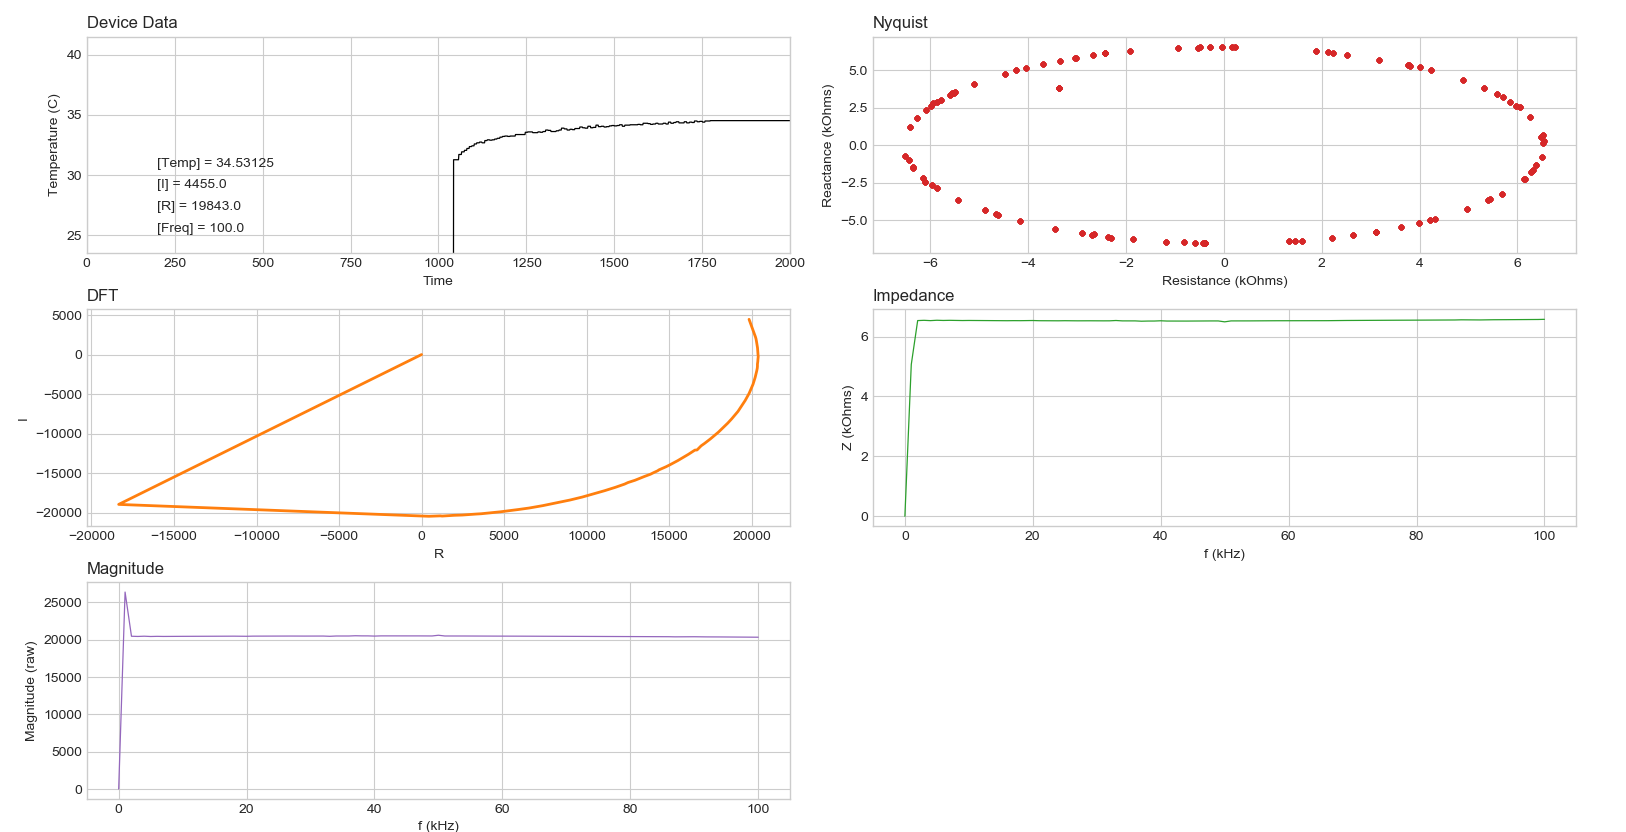 Device Data
Temperature (C)
40
35
30
25
[Temp] = 34.53125
[I] = 4455.0
[R] = 19843.0
[Freq] = 100.0
0 250 500 750 1000 1250 1500 1750 2000
Time
Nyquist
Reactance (kOhms)
5.0
2.5
0.0
−2.5
−5.0
−6 −4 −2 0 2 4 6
Resistance (kOhms)
DFT
I
5000
0
−5000
−10000
−15000
−20000
−20000 −15000 −10000 −5000 0 5000 10000 15000 20000
R
Impedance
Z (kOhms)
6
4
2
0
0 20 40 60 80 100
f (kHz)
Magnitude
Magnitude (raw)
25000
20000
15000
10000
5000
0
0 20 40 60 80 100
f (kHz)